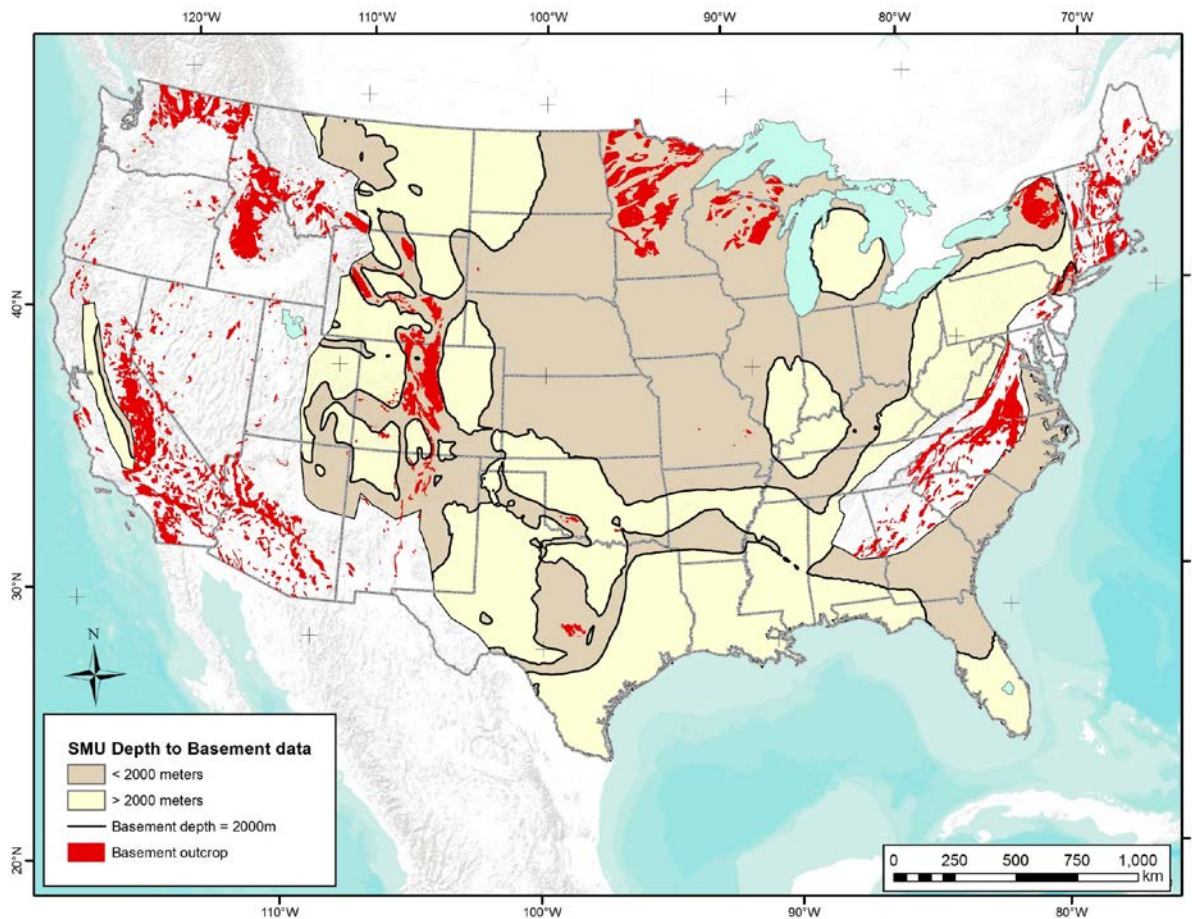 120°W 110°W 100°W 90°W 80°W 70°W
40°N
30°N
20°N
N
SMU Depth to Basement data
< 2000 meters
> 2000 meters
Basement depth = 2000m
Basement outcrop
0 250 500 750 1,000
km
110°W 100°W 90°W 80°W